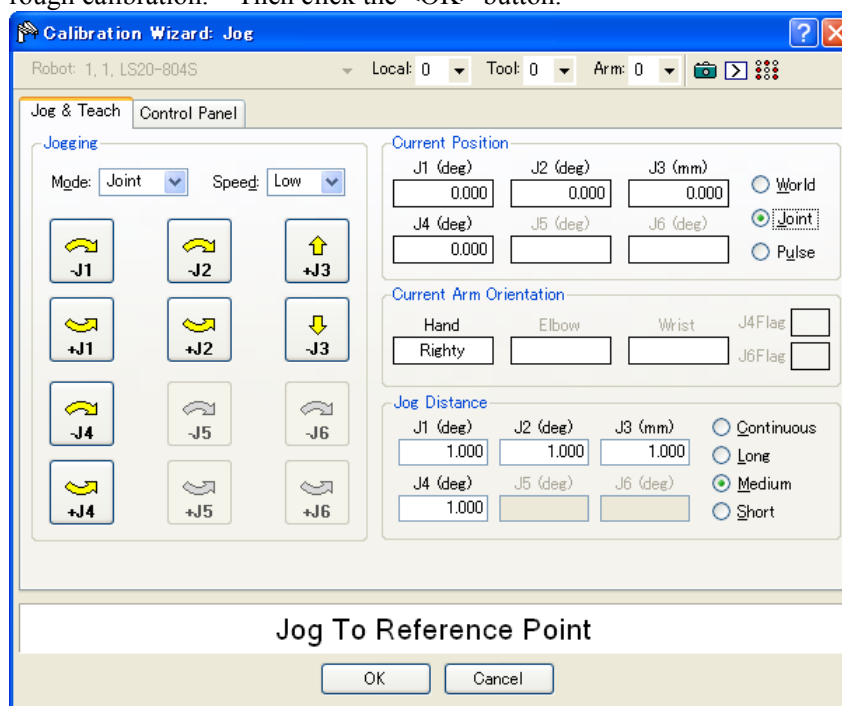 rough calibration. Then click the <OK> button.
Calibration Wizard: Jog
Robot: 1, 1, LS20-804S Local: 0 Tool: 0 Arm: 0
Jog & Teach Control Panel
Jogging
Mode: Joint Speed: Low
-J1 -J2 +J3
+J1 +J2 -J3
-J4 -J5 -J6
+J4 +J5 +J6
Current Position
J1 (deg) J2 (deg) J3 (mm)
0.000 0.000 0.000
J4 (deg) J5 (deg) J6 (deg)
0.000
World
Joint
Pulse
Current Arm Orientation
Hand Elbow Wrist J4Flag
Righty J6Flag
Jog Distance
J1 (deg) J2 (deg) J3 (mm)
1.000 1.000 1.000
J4 (deg) J5 (deg) J6 (deg)
1.000
Continuous
Long
Medium
Short
Jog To Reference Point
OK Cancel